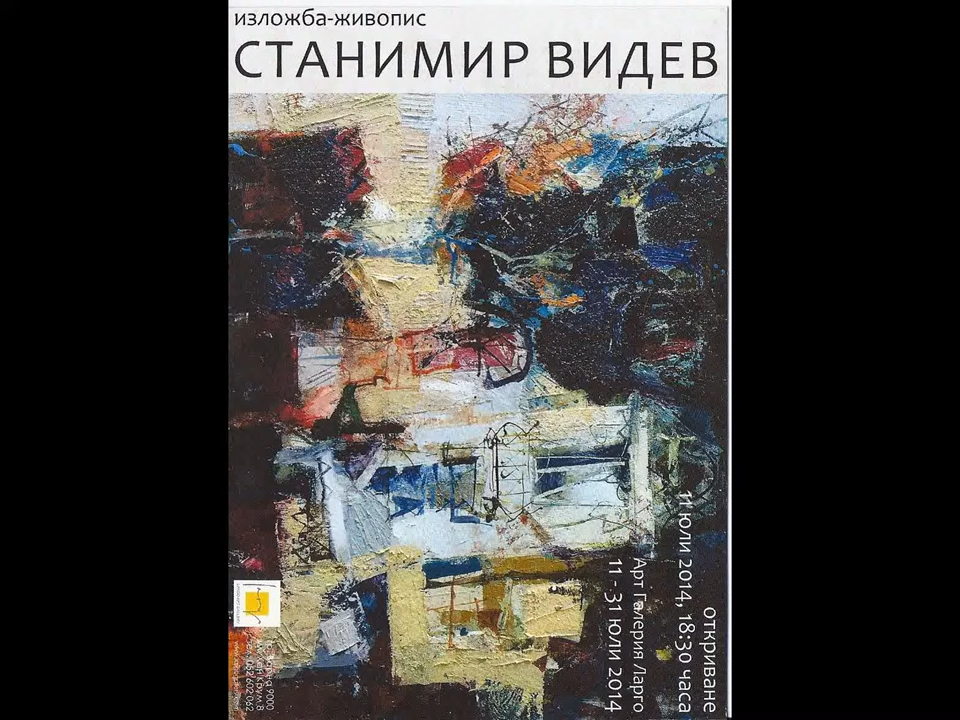 изложба-живопис
СТАНИМИР ВИДЕВ
откриване
11 юли 2014, 18:30 часа
Арт Галерия Ларго
11 - 31 юли 2014